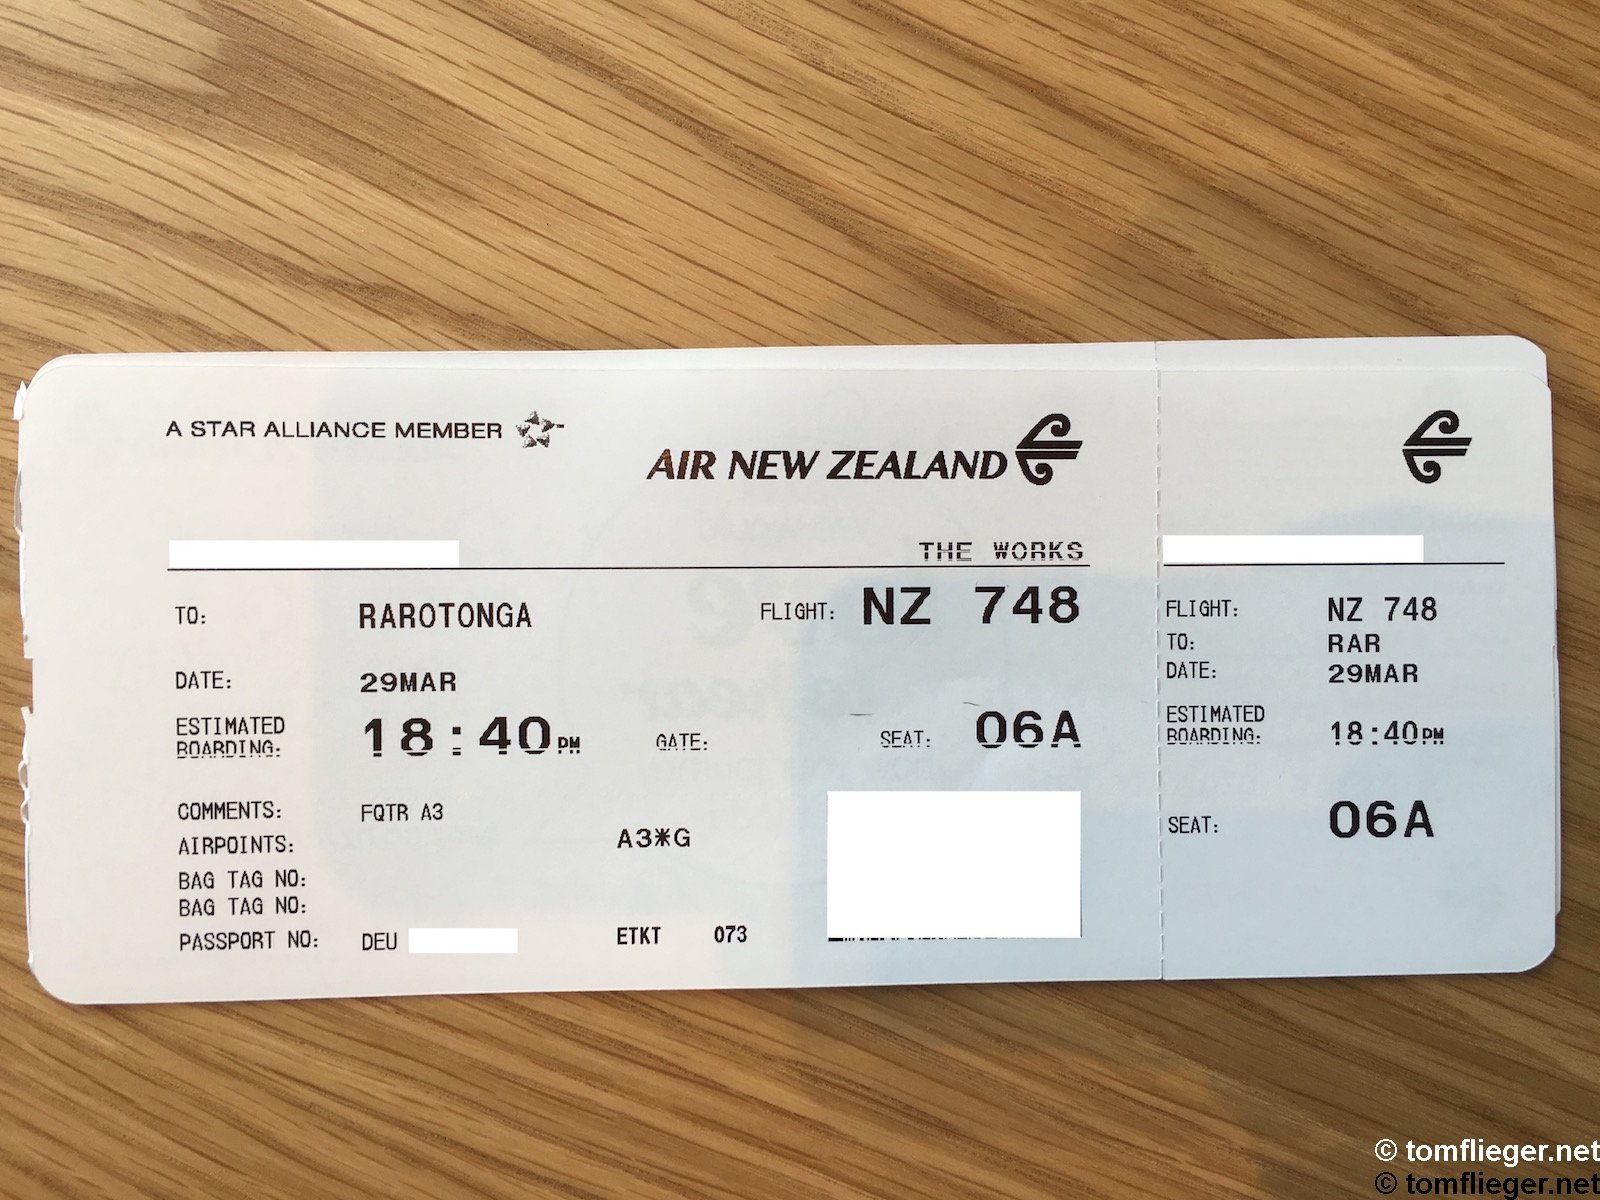 A STAR ALLIANCE MEMBER
AIR NEW ZEALAND
THE WORKS
TO: RAROTONGA FLIGHT: NZ 748
DATE: 29MAR
ESTIMATED BOARDING: 18:40PM GATE: SEAT: 06A
COMMENTS: FQTR A3
AIRPOINTS: A3*G
BAG TAG NO:
BAG TAG NO:
PASSPORT NO: DEU ETKT 073
FLIGHT: NZ 748
TO: RAR
DATE: 29MAR
ESTIMATED
BOARDING: 18:40PM
SEAT: 06A
© tomflieger.net
© tomflieger.net